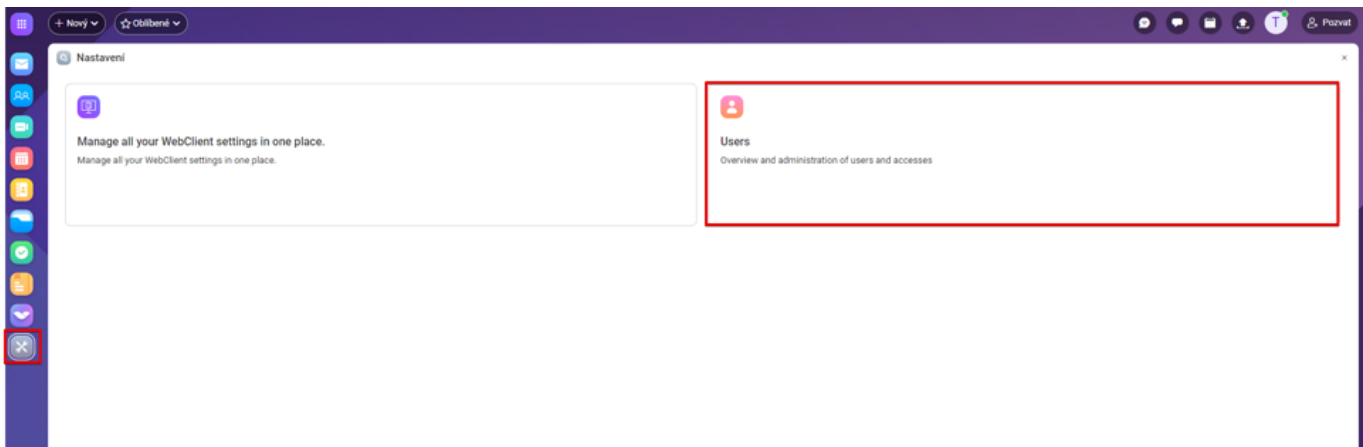 + Nový
Oblíbené
T
Pozvat
Nastavení
Manage all your WebClient settings in one place.
Manage all your WebClient settings in one place.
Users
Overview and administration of users and accesses